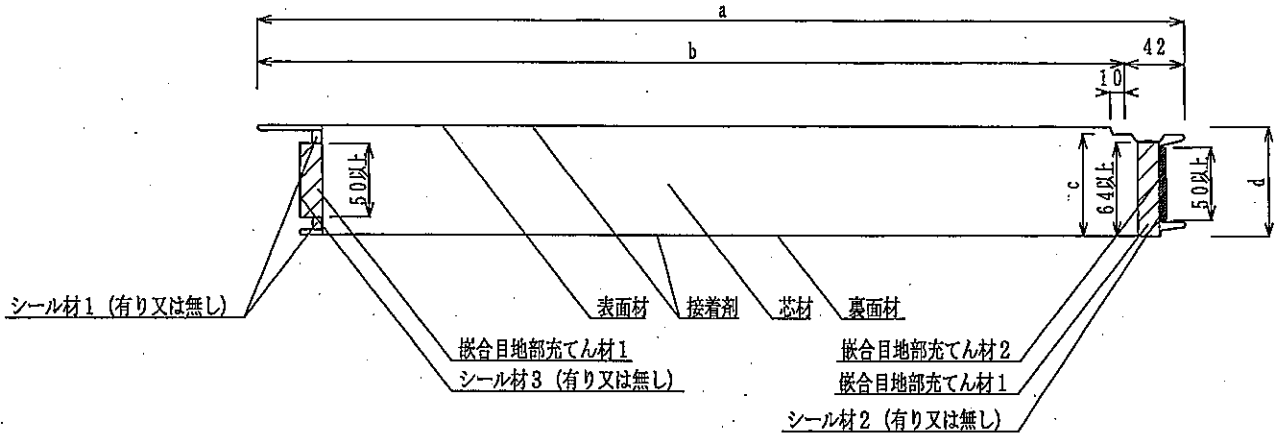 a
b
42
10
50以上
c
64以上
50以上
d
シール材1 (有り又は無し)
表面材
接着剤
芯材
裏面材
嵌合目地部充てん材1
嵌合目地部充てん材2
シール材3 (有り又は無し)
嵌合目地部充てん材1
シール材2 (有り又は無し)